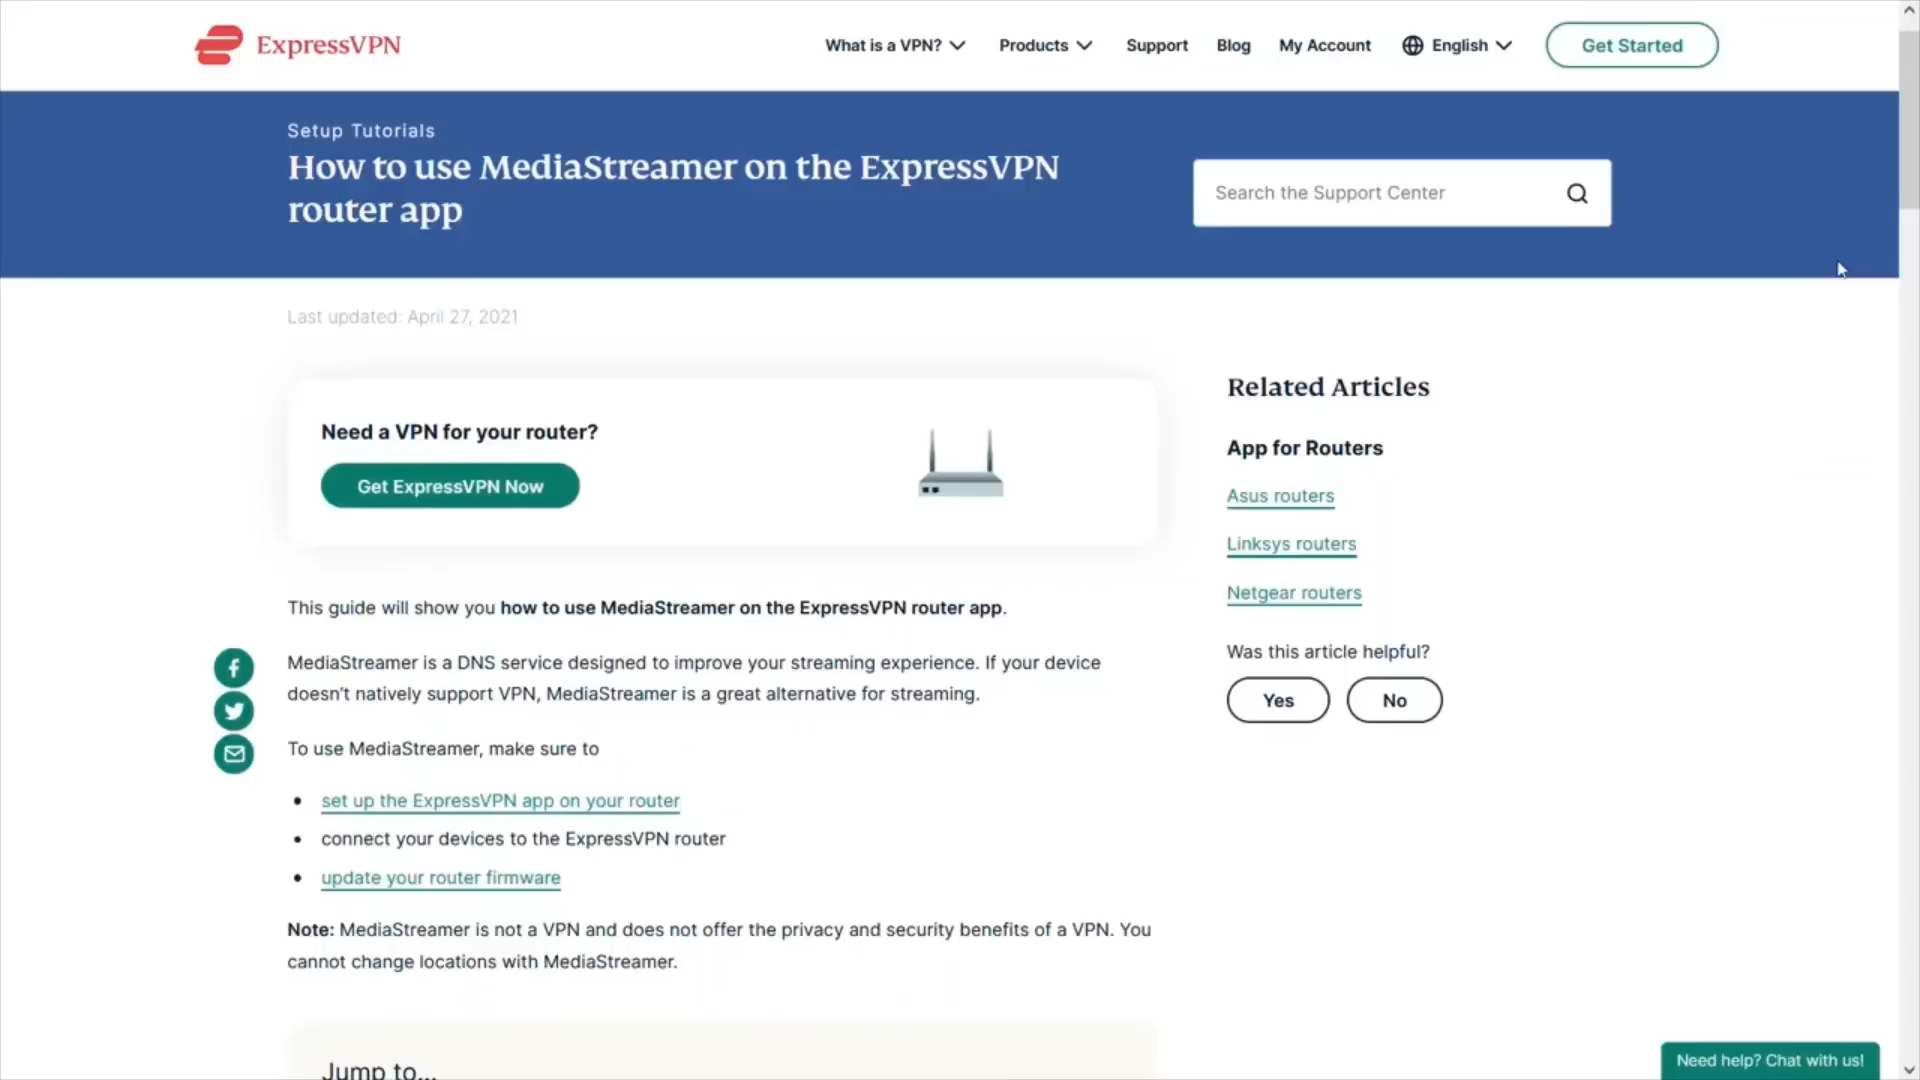 ExpressVPN
What is a VPN? Products Support Blog My Account English Get Started
Setup Tutorials
How to use MediaStreamer on the ExpressVPN
router app
Search the Support Center
Last updated: April 27, 2021
Need a VPN for your router?
Get ExpressVPN Now
This guide will show you how to use MediaStreamer on the ExpressVPN router app.
MediaStreamer is a DNS service designed to improve your streaming experience. If your device
doesn't natively support VPN, MediaStreamer is a great alternative for streaming.
To use MediaStreamer, make sure to
• set up the ExpressVPN app on your router
• connect your devices to the ExpressVPN router
• update your router firmware
Note: MediaStreamer is not a VPN and does not offer the privacy and security benefits of a VPN. You
cannot change locations with MediaStreamer.
Jump to...
Related Articles
App for Routers
Asus routers
Linksys routers
Netgear routers
Was this article helpful?
Yes No
Need help? Chat with us!